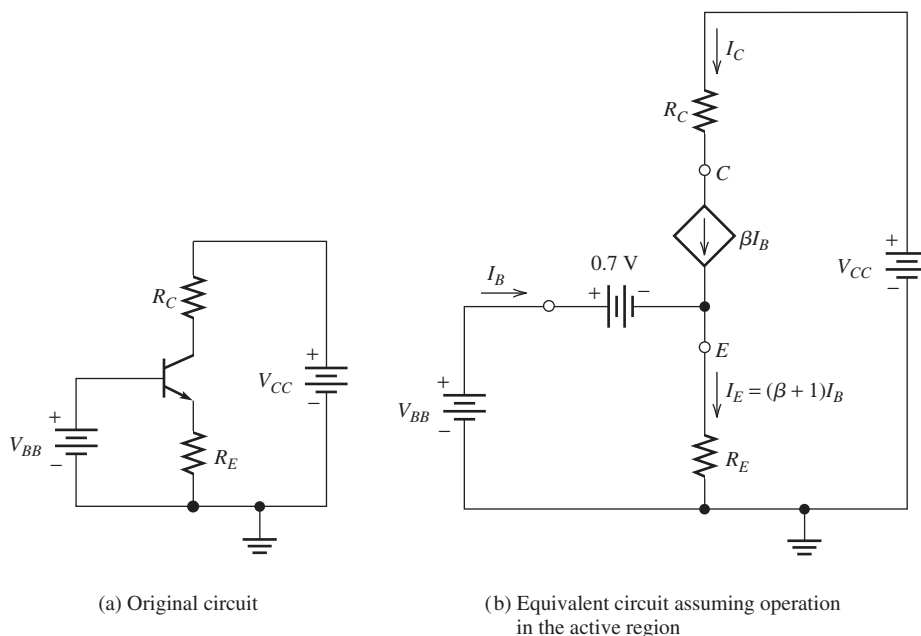 R_C
V_BB
+
−
V_CC
+
−
R_E
(a) Original circuit
I_C
R_C
C
βI_B
I_B
0.7 V
+
−
V_CC
+
−
E
V_BB
+
−
I_E = (β + 1)I_B
R_E
(b) Equivalent circuit assuming operation
in the active region